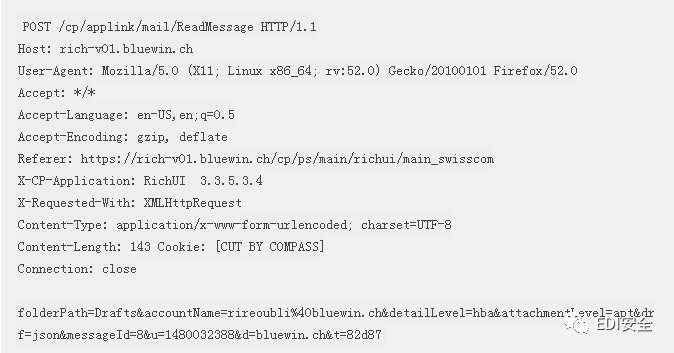 POST /cp/applink/mail/ReadMessage HTTP/1.1
Host: rich-v01.bluewin.ch
User-Agent: Mozilla/5.0 (X11; Linux x86_64; rv:52.0) Gecko/20100101 Firefox/52.0
Accept: */*
Accept-Language: en-US,en;q=0.5
Accept-Encoding: gzip, deflate
Referer: https://rich-v01.bluewin.ch/cp/ps/main/richui/main_swisscom
X-CP-Application: RichUI  3.3.5.3.4
X-Requested-With: XMLHttpRequest
Content-Type: application/x-www-form-urlencoded; charset=UTF-8
Content-Length: 143 Cookie: [CUT BY COMPASS]
Connection: close
folderPath=Drafts&accountName=rireoubli%40bluewin.ch&detailLevel=hba&attachmentLevel=apt&dr
f=json&messageId=8&u=1480032388&d=bluewin.ch&t=82d87
EDI安全